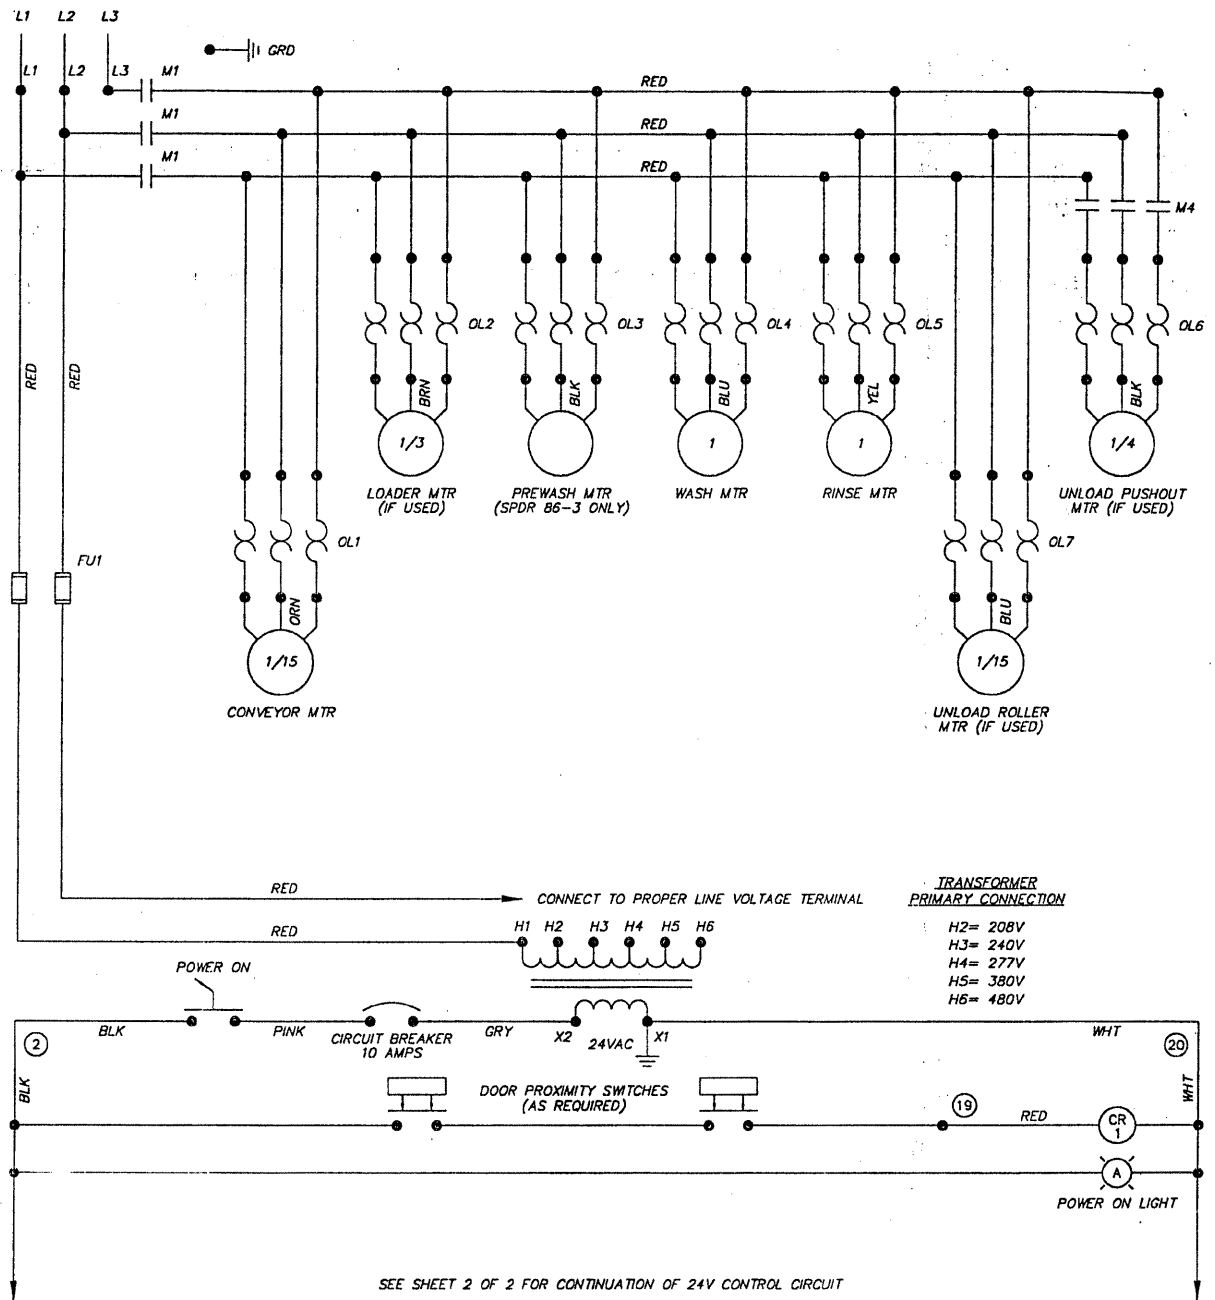 L1 L2 L3
GRD
L1 L2 L3 M1
RED
M1
RED
M1
RED
M4
OL2 OL3 OL4 OL5 OL6
RED RED
BRN BLK BLU YEL BLK
1/3 1 1 1/4
LOADER MTR
(IF USED)
PREWASH MTR
(SPDR 86-3 ONLY)
WASH MTR
RINSE MTR
UNLOAD PUSHOUT
MTR (IF USED)
OL1 OL7
FU1
ORN BLU
1/15 1/15
CONVEYOR MTR
UNLOAD ROLLER
MTR (IF USED)
RED
CONNECT TO PROPER LINE VOLTAGE TERMINAL
TRANSFORMER
PRIMARY CONNECTION
H2= 208V
H3= 240V
H4= 277V
H5= 380V
H6= 480V
RED
H1 H2 H3 H4 H5 H6
POWER ON
BLK PINK
CIRCUIT BREAKER
10 AMPS
GRY X2 24VAC X1 WHT
2 20
BLK WHT
DOOR PROXIMITY SWITCHES
(AS REQUIRED)
19 RED
CR
1
A
POWER ON LIGHT
SEE SHEET 2 OF 2 FOR CONTINUATION OF 24V CONTROL CIRCUIT